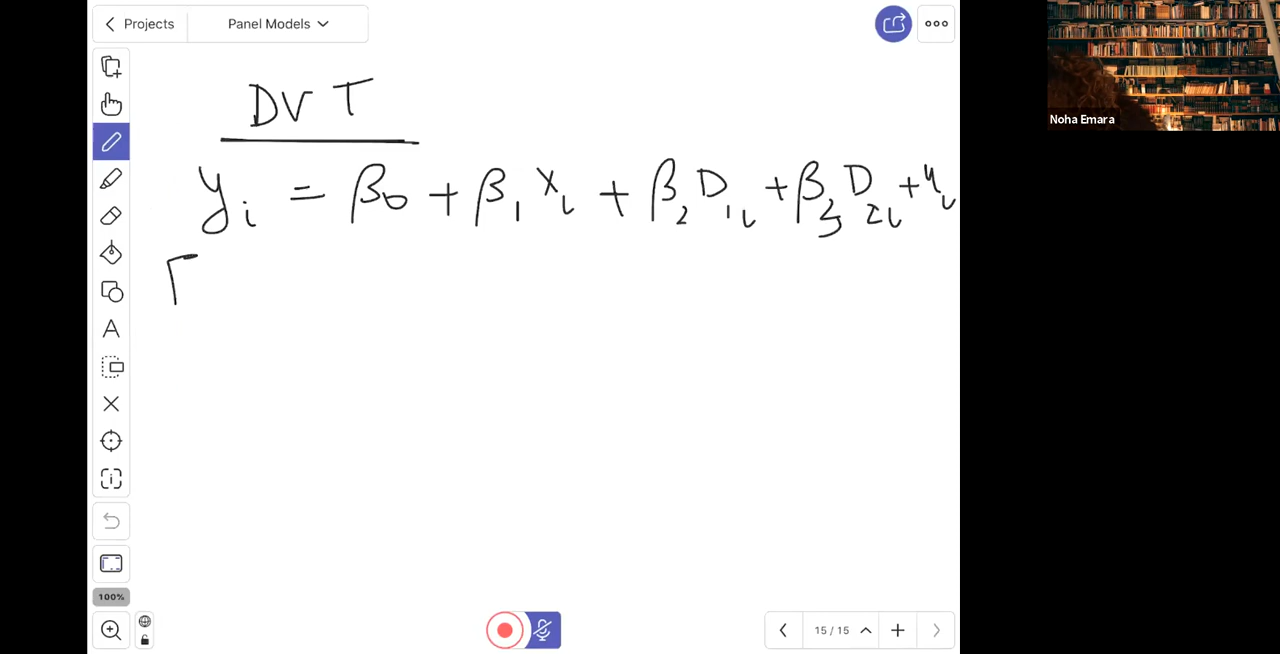 Projects
Panel Models
Noha Emara
DVT
yᵢ = β₀ + β₁ xᵢ + β₂ D₁ᵢ + β₃ D₂ᵢ + uᵢ
A
100%
15 / 15